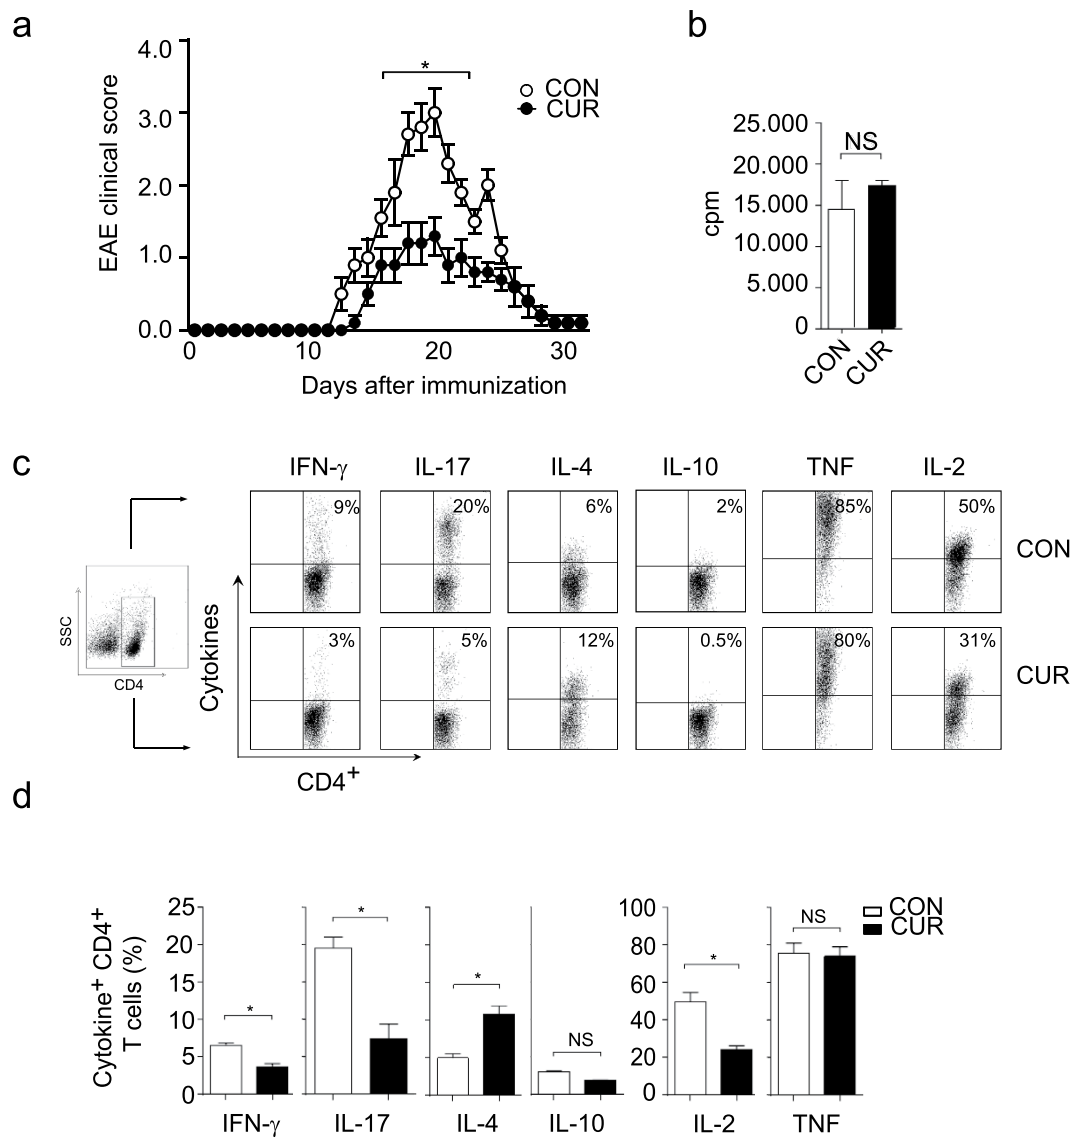 a
4.0
3.0
2.0
1.0
0.0
EAE clinical score
*
CON
CUR
0
10
20
30
Days after immunization
b
25.000
20.000
15.000
10.000
5.000
0
cpm
NS
CON
CUR
c
IFN-γ
IL-17
IL-4
IL-10
TNF
IL-2
9%
20%
6%
2%
85%
50%
CON
3%
5%
12%
0.5%
80%
31%
CUR
SSC
CD4
Cytokines
CD4+
d
Cytokine+ CD4+
T cells (%)
25
20
15
10
5
0
*
*
*
NS
100
80
60
40
20
0
*
NS
CON
CUR
IFN-γ
IL-17
IL-4
IL-10
IL-2
TNF